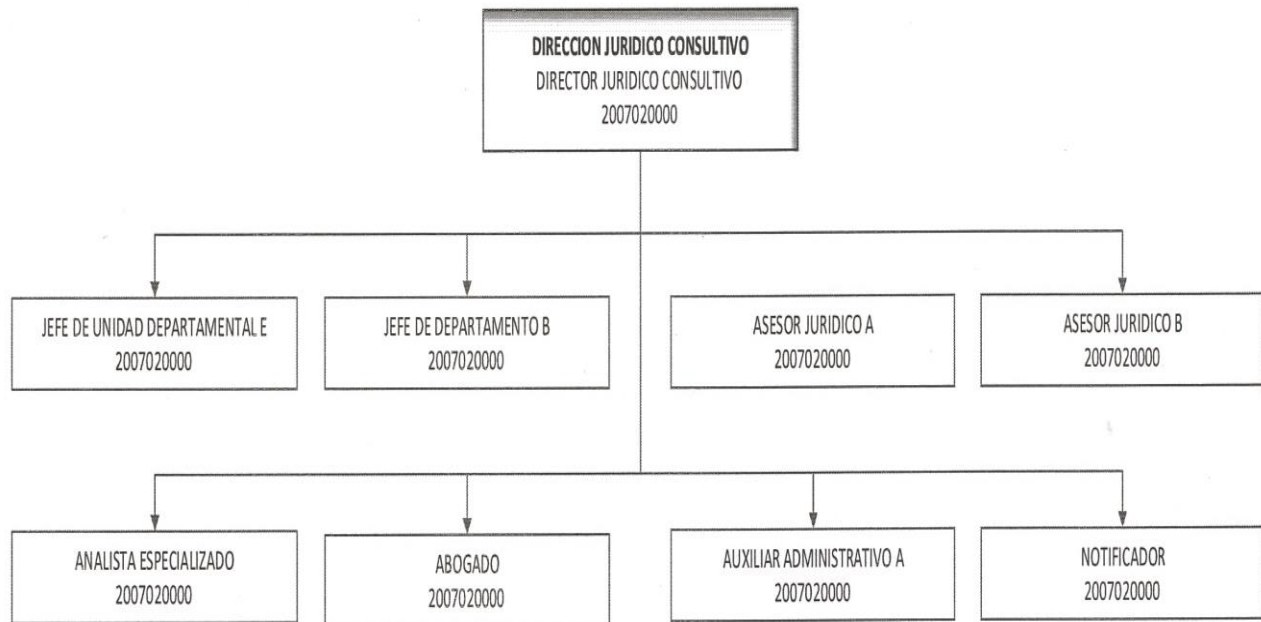 DIRECCION JURIDICO CONSULTIVO
DIRECTOR JURIDICO CONSULTIVO
2007020000
JEFE DE UNIDAD DEPARTAMENTAL E
2007020000
JEFE DE DEPARTAMENTO B
2007020000
ASESOR JURIDICO A
2007020000
ASESOR JURIDICO B
2007020000
ANALISTA ESPECIALIZADO
2007020000
ABOGADO
2007020000
AUXILIAR ADMINISTRATIVO A
2007020000
NOTIFICADOR
2007020000